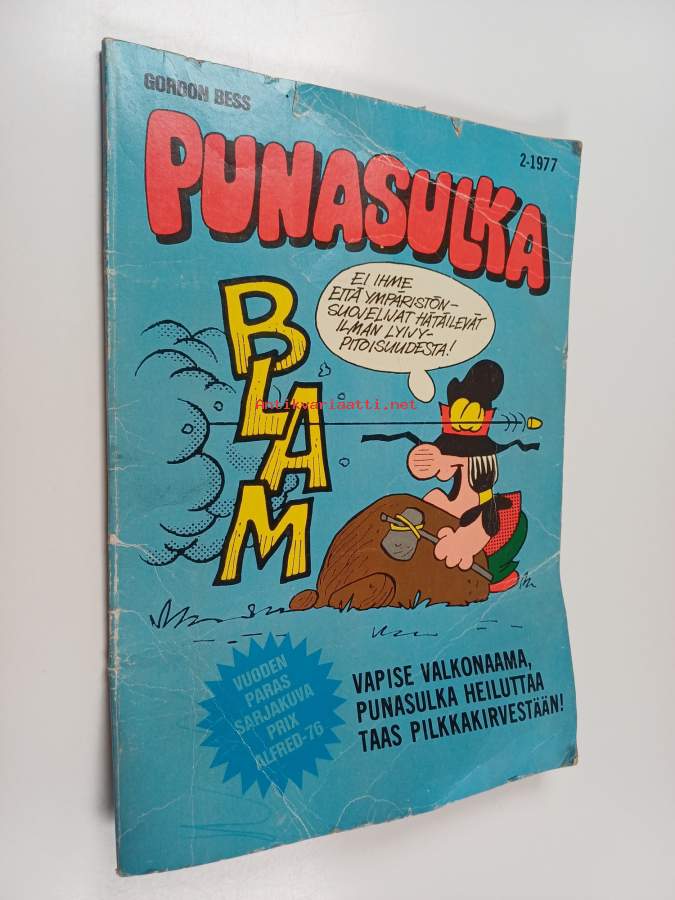 GORDON BESS
PUNASULKA
2-1977
EI IHME
ETTÄ YMPÄRISTÖN-
SUOJELIJAT HÄTÄILEVÄT
ILMAN LYIJY-
PITOISUUDESTA!
BLAM
Antikvariaatti.net
VUODEN
PARAS
SARJAKUVA
PRIX
ALFRED-76
VAPISE VALKONAAMA,
PUNASULKA HEILUTTAA
TAAS PILKKAKIRVESTÄÄN!